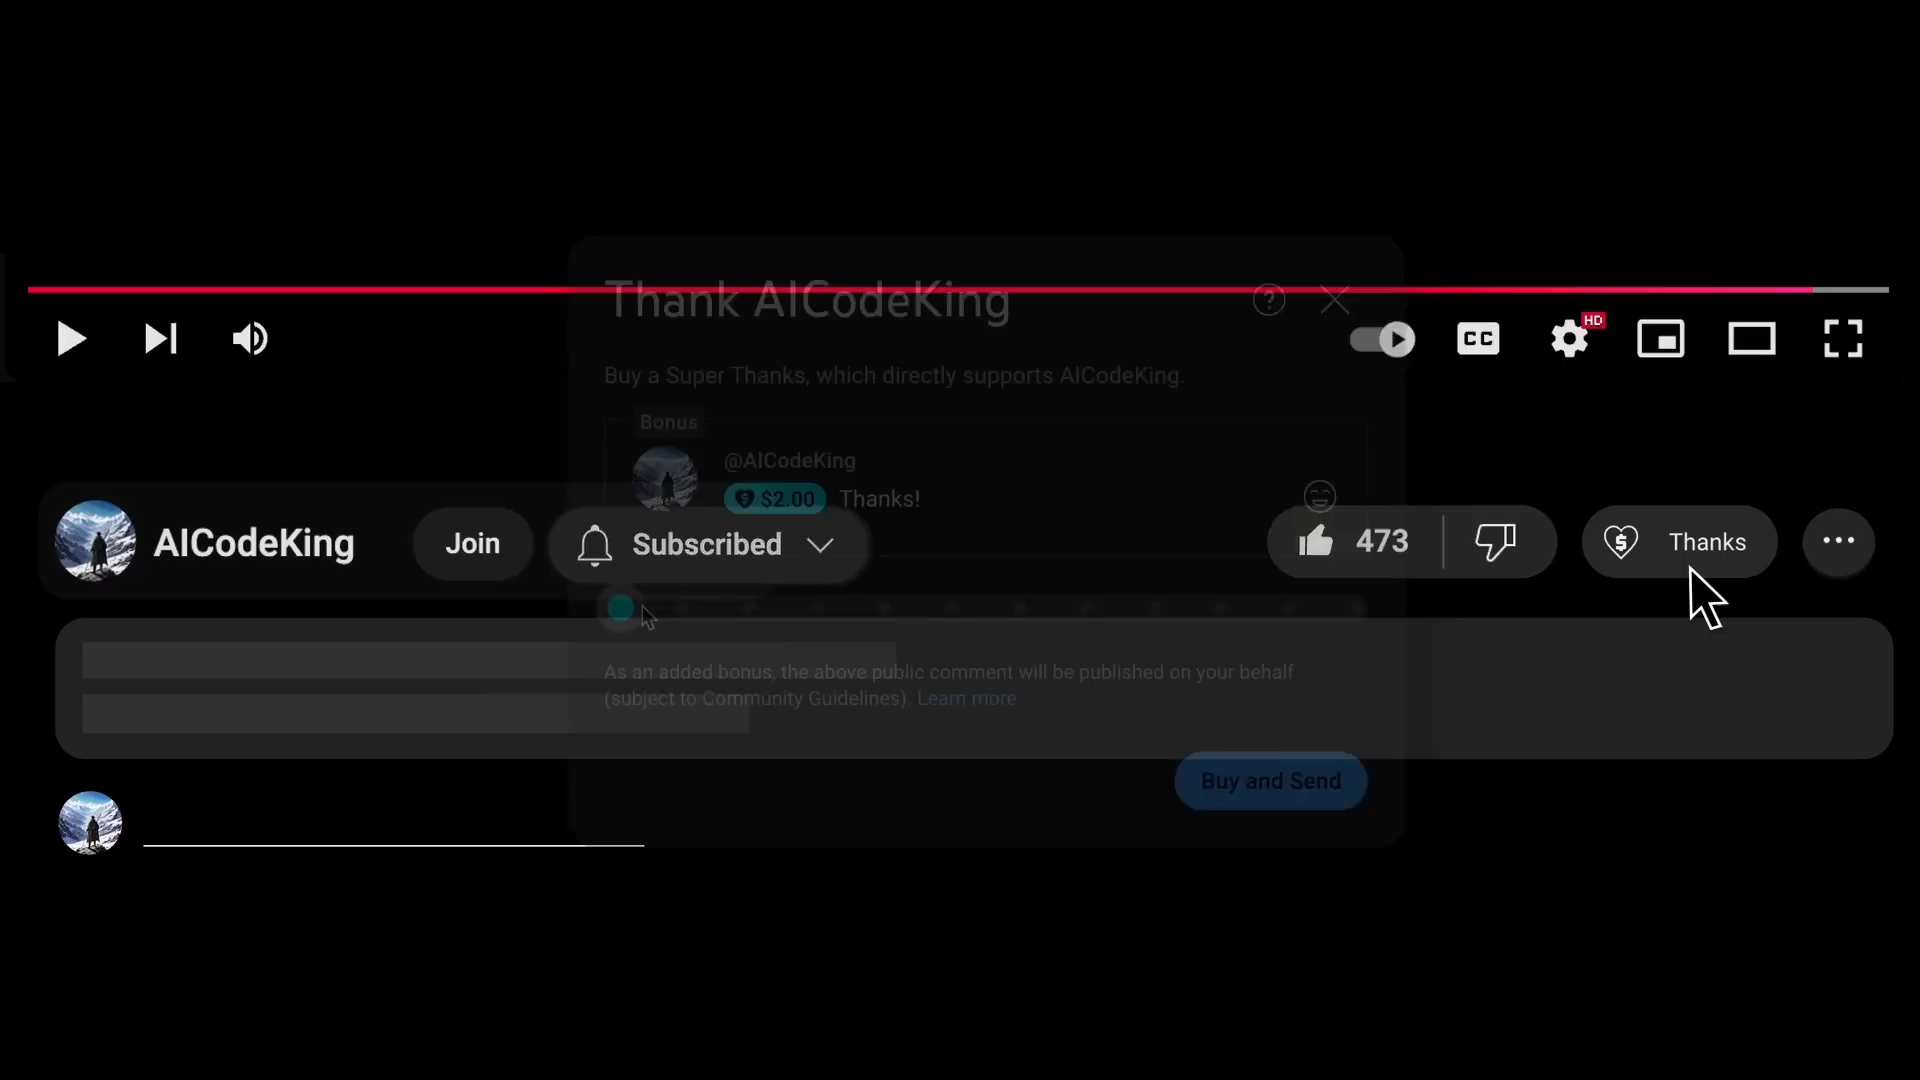 Thank AICodeKing
HD
CC
Buy a Super Thanks, which directly supports AICodeKing.
Bonus
@AICodeKing
$2.00 Thanks!
AICodeKing
Join
Subscribed
473
Thanks
As an added bonus, the above public comment will be published on your behalf
(subject to Community Guidelines). Learn more
Buy and Send